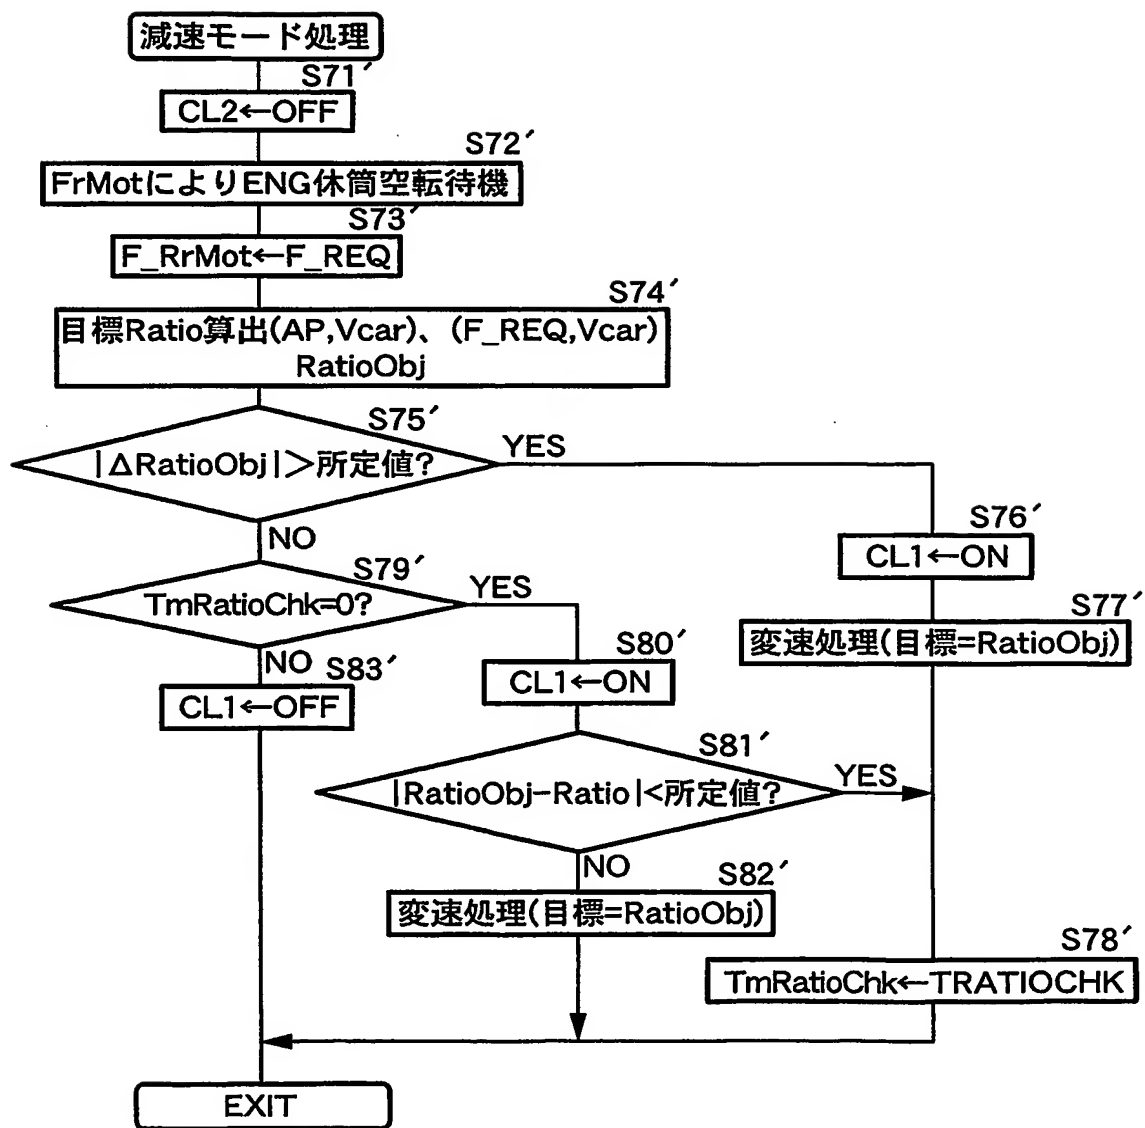 減速モード処理
S71′
CL2←OFF
S72′
FrMotによりENG休筒空転待機
S73′
F_RrMot←F_REQ
S74′
目標Ratio算出(AP,Vcar)、(F_REQ,Vcar)
RatioObj
S75′
|ΔRatioObj|>所定値?
YES
NO
S76′
CL1←ON
S77′
変速処理(目標=RatioObj)
S79′
TmRatioChk=0?
YES
NO
S83′
CL1←OFF
S80′
CL1←ON
S81′
|RatioObj-Ratio|<所定値?
YES
NO
S82′
変速処理(目標=RatioObj)
S78′
TmRatioChk←TRATIOCHK
EXIT